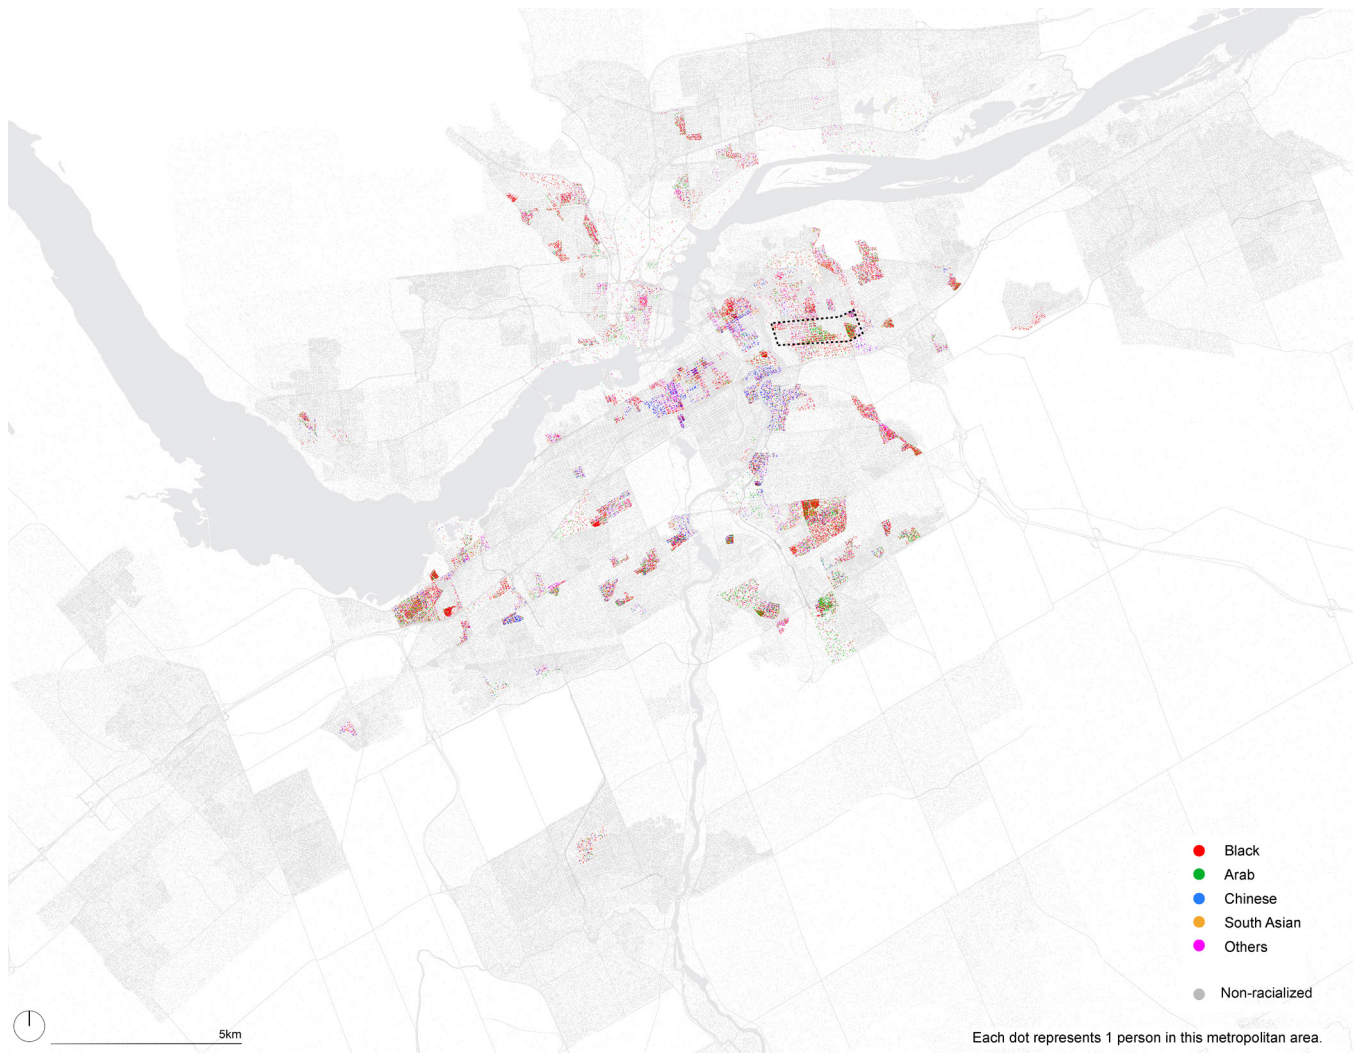 Black
Arab
Chinese
South Asian
Others
Non-racialized
5km
Each dot represents 1 person in this metropolitan area.